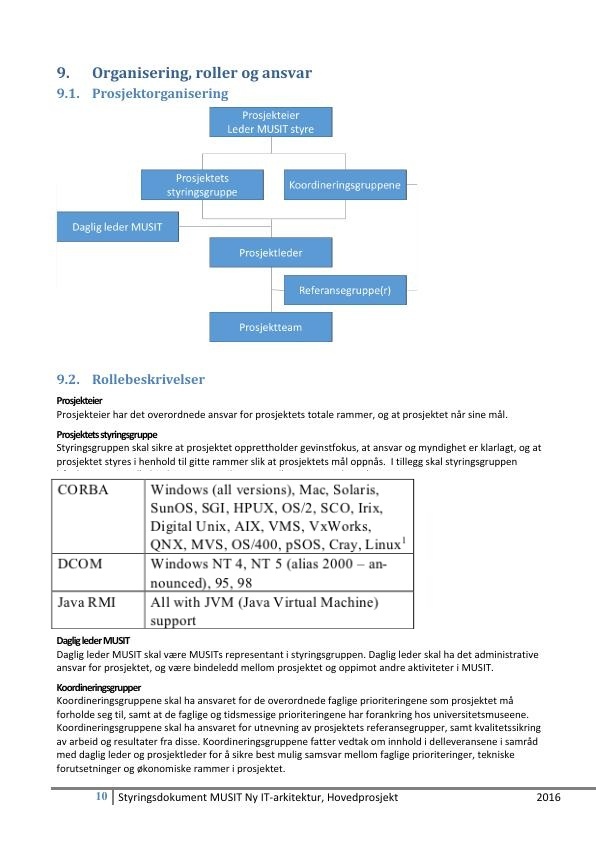 9. Organisering, roller og ansvar
9.1. Prosjektorganisering
Prosjekteier
Leder MUSIT styre
Prosjektets
styringsgruppe
Koordineringsgruppene
Daglig leder MUSIT
Prosjektleder
Referansegruppe(r)
Prosjektteam
9.2. Rollebeskrivelser
Prosjekteier
Prosjekteier har det overordnede ansvar for prosjektets totale rammer, og at prosjektet når sine mål.
Prosjektets styringsgruppe
Styringsgruppen skal sikre at prosjektet opprettholder gevinstfokus, at ansvar og myndighet er klarlagt, og at
prosjektet styres i henhold til gitte rammer slik at prosjektets mål oppnås. I tillegg skal styringsgruppen
CORBA Windows (all versions), Mac, Solaris,
SunOS, SGI, HPUX, OS/2, SCO, Irix,
Digital Unix, AIX, VMS, VxWorks,
QNX, MVS, OS/400, pSOS, Cray, Linux1
DCOM Windows NT 4, NT 5 (alias 2000 – an-
nounced), 95, 98
Java RMI All with JVM (Java Virtual Machine)
support
Daglig leder MUSIT
Daglig leder MUSIT skal være MUSITs representant i styringsgruppen. Daglig leder skal ha det administrative
ansvar for prosjektet, og være bindeledd mellom prosjektet og oppimot andre aktiviteter i MUSIT.
Koordineringsgrupper
Koordineringsgruppene skal ha ansvaret for de overordnede faglige prioriteringene som prosjektet må
forholde seg til, samt at de faglige og tidsmessige prioriteringene har forankring hos universitetsmuseene.
Koordineringsgruppene skal ha ansvaret for utnevning av prosjektets referansegrupper, samt kvalitetssikring
av arbeid og resultater fra disse. Koordineringsgruppene fatter vedtak om innhold i delleveransene i samråd
med daglig leder og prosjektleder for å sikre best mulig samsvar mellom faglige prioriteringer, tekniske
forutsetninger og økonomiske rammer i prosjektet.
10 Styringsdokument MUSIT Ny IT-arkitektur, Hovedprosjekt 2016